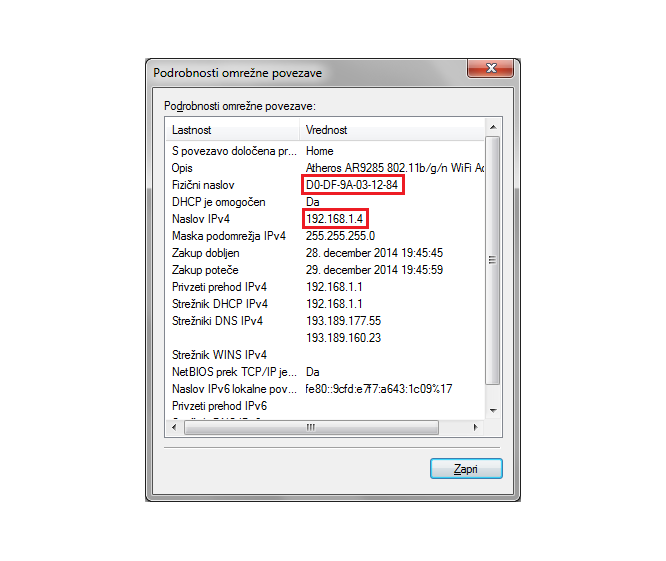 Podrobnosti omrežne povezave
Podrobnosti omrežne povezave:
Lastnost Vrednost
S povezavo določena pr... Home
Opis Atheros AR9285 802.11b/g/n WiFi Ac
Fizični naslov D0-DF-9A-03-12-84
DHCP je omogočen Da
Naslov IPv4 192.168.1.4
Maska podomrežja IPv4 255.255.255.0
Zakup dobljen 28. december 2014 19:45:45
Zakup poteče 29. december 2014 19:45:59
Privzeti prehod IPv4 192.168.1.1
Strežnik DHCP IPv4 192.168.1.1
Strežniki DNS IPv4 193.189.177.55
193.189.160.23
Strežnik WINS IPv4
NetBIOS prek TCP/IP je... Da
Naslov IPv6 lokalne pov... fe80::9cfd:e7f7:a643:1c09%17
Privzeti prehod IPv6
Zapri